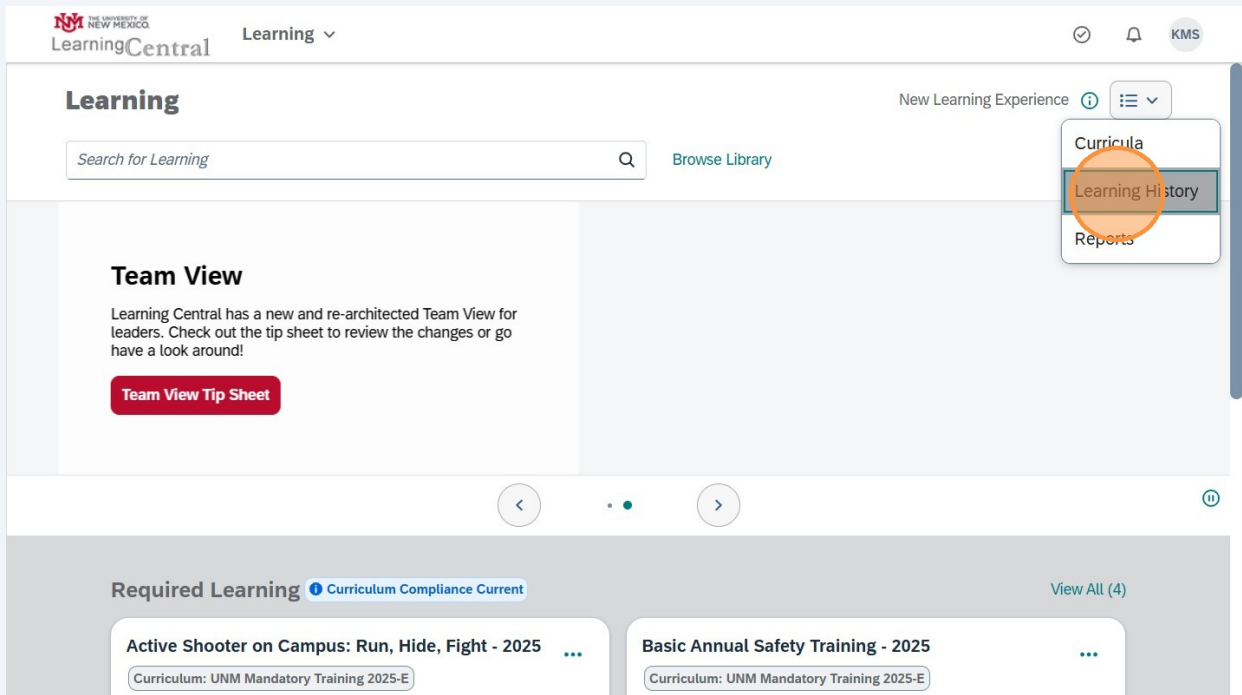 THE UNIVERSITY OF
NEW MEXICO
LearningCentral
Learning
KMS
Learning
New Learning Experience
Search for Learning
Browse Library
Curricula
Learning History
Reports
Team View
Learning Central has a new and re-architected Team View for
leaders. Check out the tip sheet to review the changes or go
have a look around!
Team View Tip Sheet
Required Learning
Curriculum Compliance Current
View All (4)
Active Shooter on Campus: Run, Hide, Fight - 2025
Curriculum: UNM Mandatory Training 2025-E
Basic Annual Safety Training - 2025
Curriculum: UNM Mandatory Training 2025-E